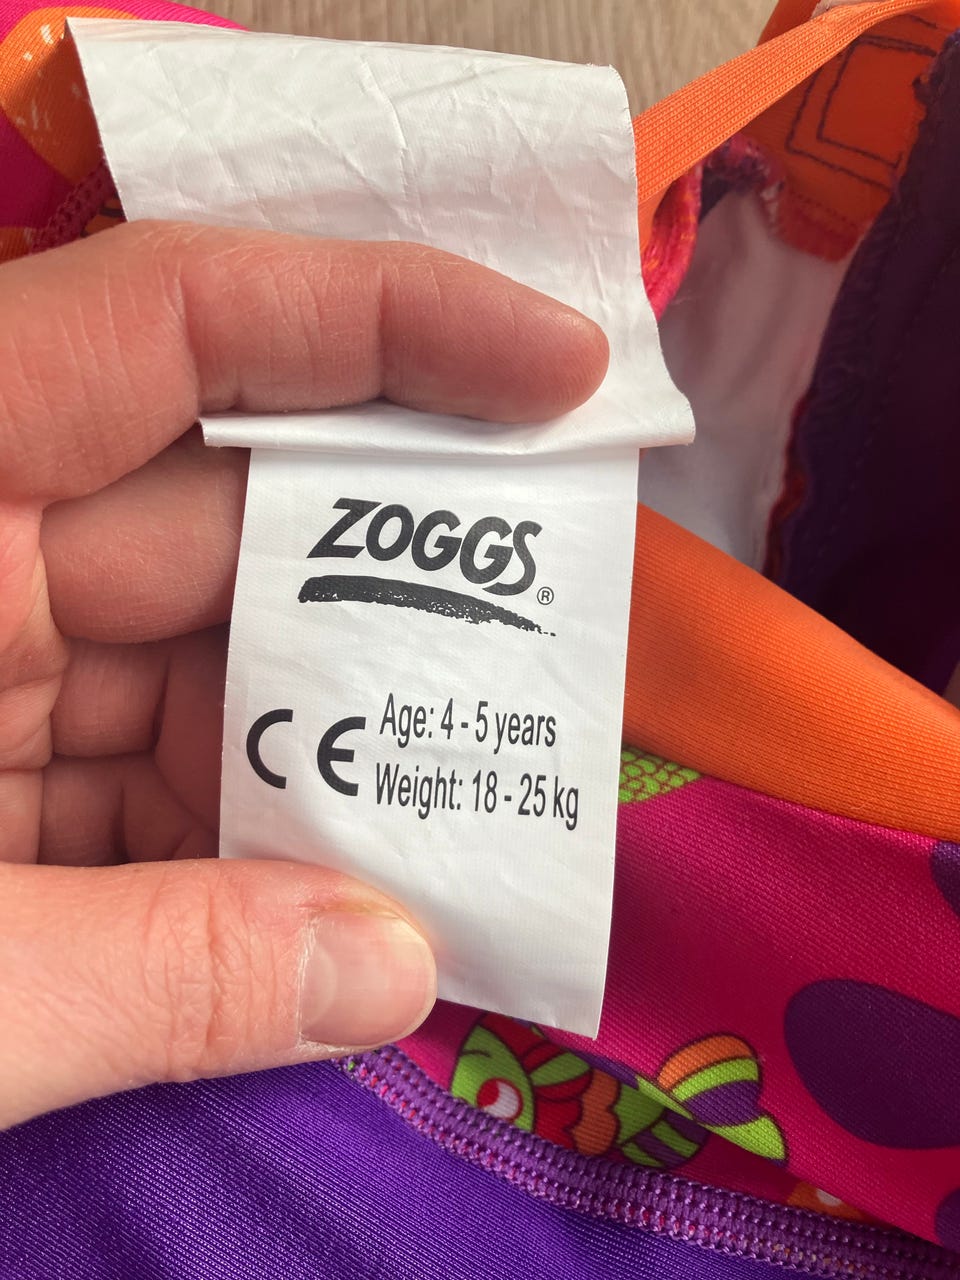 ZOGGS
®
CE
Age: 4 - 5 years
Weight: 18 - 25 kg